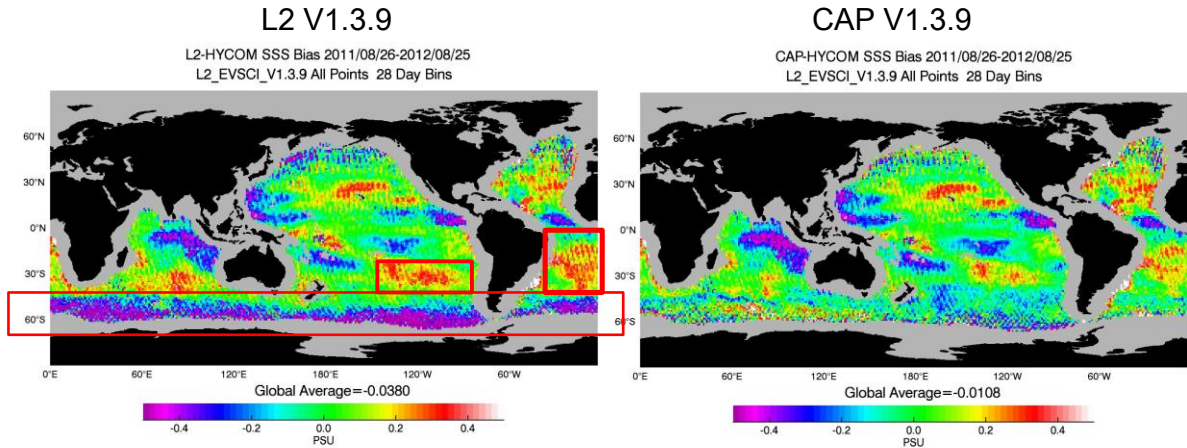 L2 V1.3.9
L2-HYCOM SSS Bias 2011/08/26-2012/08/25
L2_EVSCI_V1.3.9 All Points 28 Day Bins
60°N
30°N
0°N
30°S
60°S
0°E 60°E 120°E 180°E 120°W 60°W
Global Average=-0.0380
-0.4 -0.2 0.0 0.2 0.4
PSU
CAP V1.3.9
CAP-HYCOM SSS Bias 2011/08/26-2012/08/25
L2_EVSCI_V1.3.9 All Points 28 Day Bins
60°N
30°N
0°N
30°S
60°S
0°E 60°E 120°E 180°E 120°W 60°W
Global Average=-0.0108
-0.4 -0.2 0.0 0.2 0.4
PSU